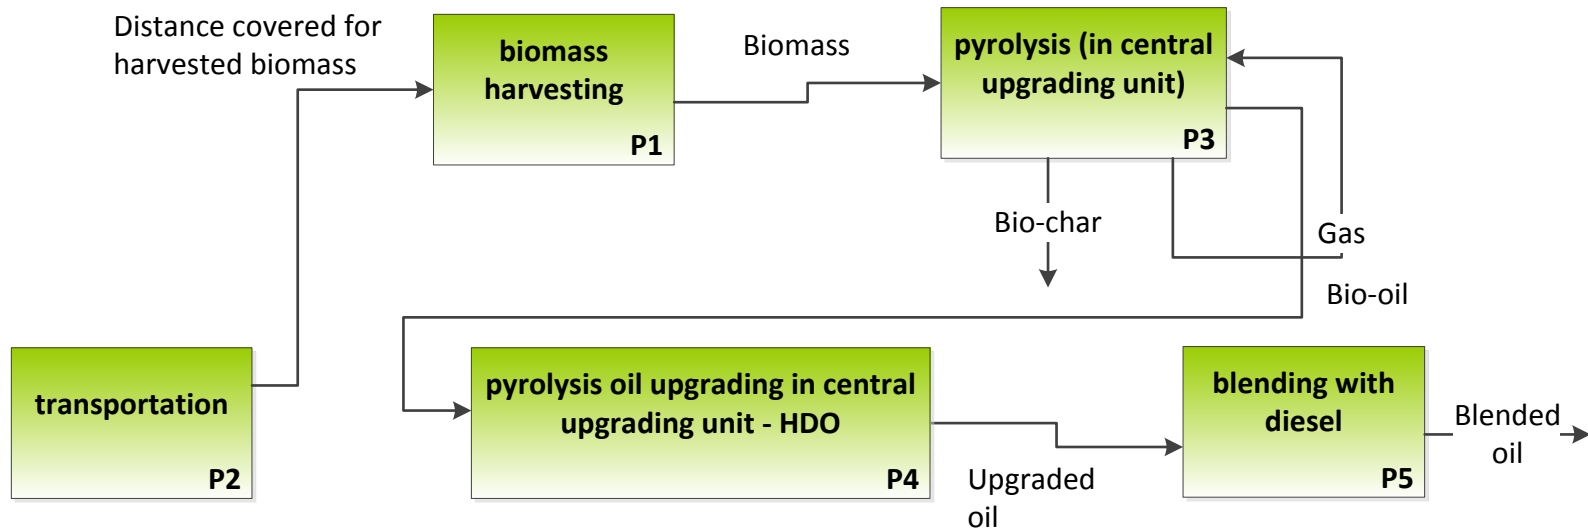 Distance covered for
harvested biomass
biomass
harvesting
P1
Biomass
pyrolysis (in central
upgrading unit)
P3
Bio-char
Gas
Bio-oil
transportation
P2
pyrolysis oil upgrading in central
upgrading unit - HDO
P4
Upgraded
oil
blending with
diesel
P5
Blended
oil